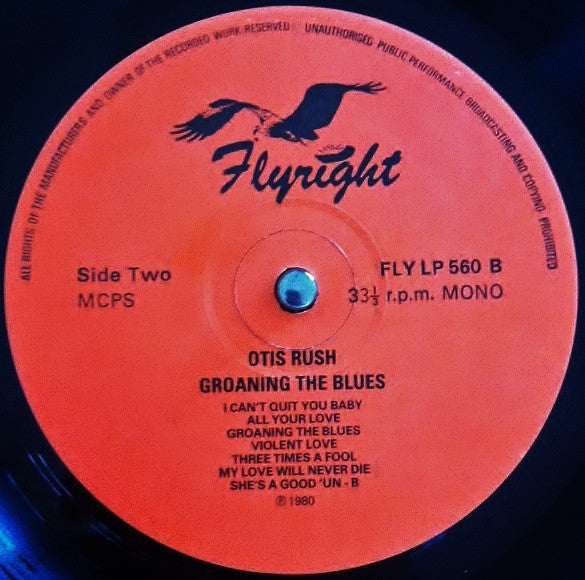 ALL RIGHTS OF THE MANUFACTURERS AND OWNER OF THE RECORDED WORK RESERVED UNAUTHORISED PUBLIC PERFORMANCE BROADCASTING AND COPYING PROHIBITED
Flyright
Side Two
MCPS
FLY LP 560 B
33⅓ r.p.m. MONO
OTIS RUSH
GROANING THE BLUES
I CAN'T QUIT YOU BABY
ALL YOUR LOVE
GROANING THE BLUES
VIOLENT LOVE
THREE TIMES A FOOL
MY LOVE WILL NEVER DIE
SHE'S A GOOD 'UN - B
℗ 1980